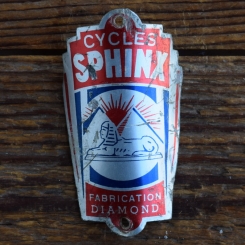 CYCLES
SPHINX
FABRICATION
DIAMOND